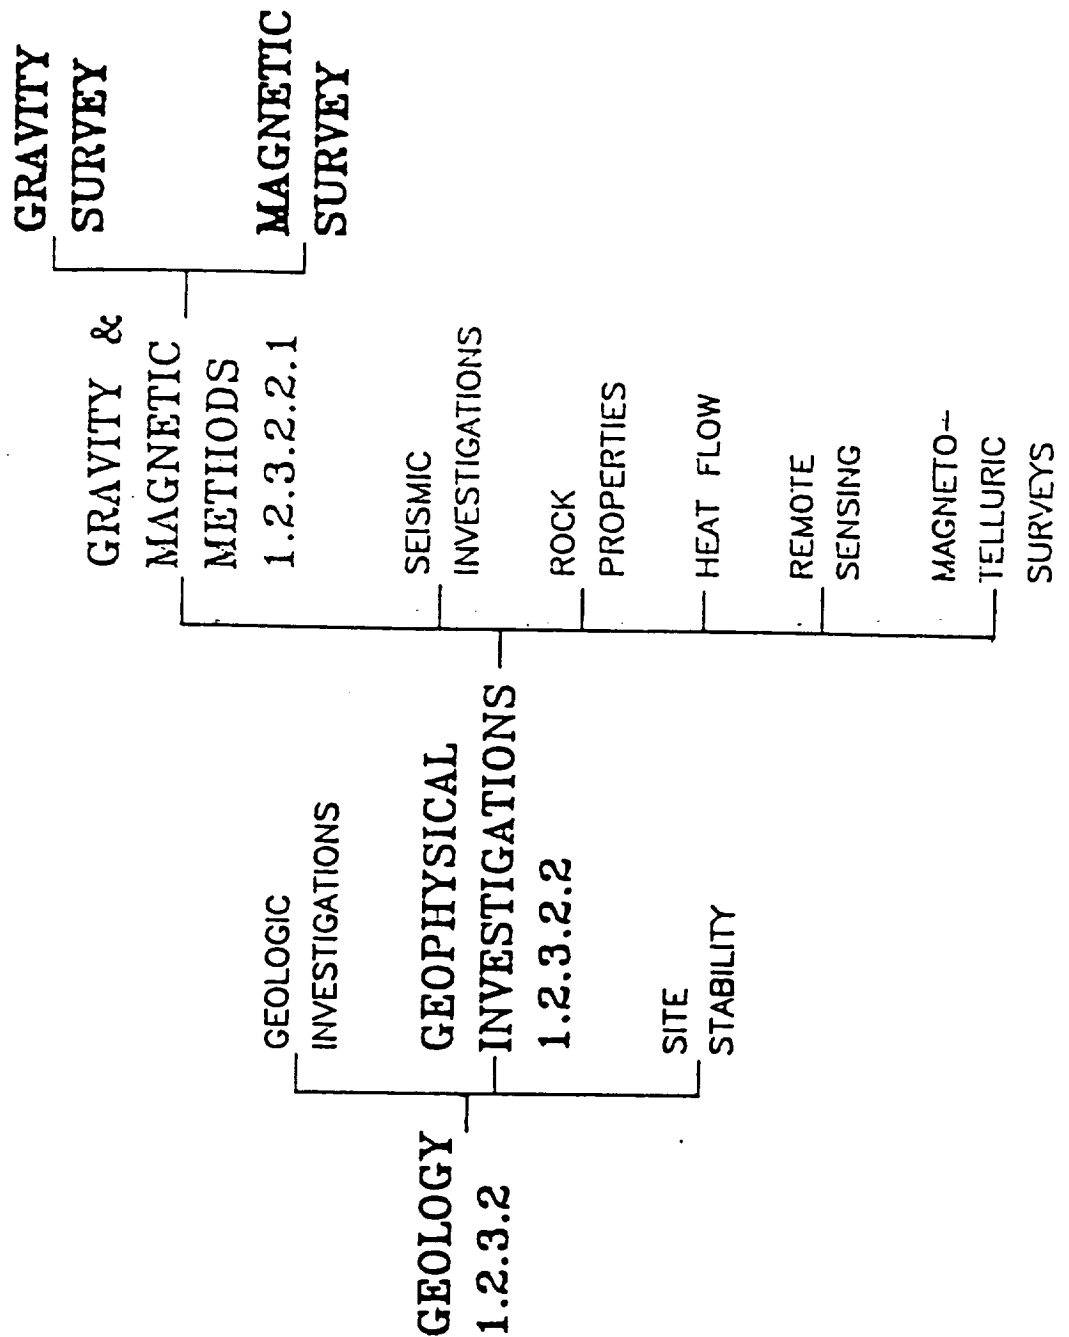 GEOLOGY
1.2.3.2
GEOLOGIC
INVESTIGATIONS
GEOPHYSICAL
INVESTIGATIONS
1.2.3.2.2
SITE
STABILITY
GRAVITY &
MAGNETIC
METHODS
1.2.3.2.2.1
SEISMIC
INVESTIGATIONS
ROCK
PROPERTIES
HEAT FLOW
REMOTE
SENSING
MAGNETO-
TELLURIC
SURVEYS
GRAVITY
SURVEY
MAGNETIC
SURVEY